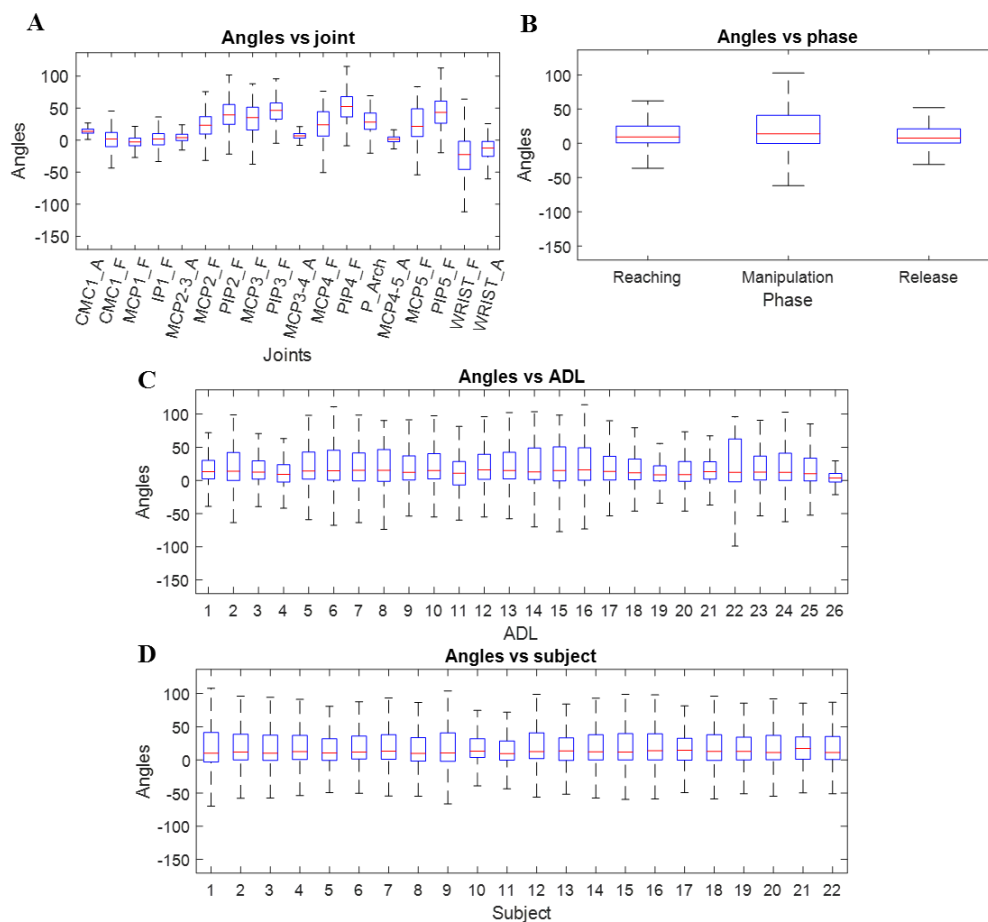 A
Angles vs joint
Angles
100
50
0
-50
-100
-150
CMC1_A
CMC1_F
MCP1_F
IP1_F
MCP2-3_A
MCP2_F
PIP2_F
MCP3_F
PIP3_F
MCP3-4_A
MCP4_F
PIP4_F
P_Arch
MCP4-5_A
MCP5_F
PIP5_F
WRIST_F
WRIST_A
Joints
B
Angles vs phase
Angles
100
50
0
-50
-100
-150
Reaching Manipulation Release
Phase
C
Angles vs ADL
Angles
100
50
0
-50
-100
-150
1 2 3 4 5 6 7 8 9 10 11 12 13 14 15 16 17 18 19 20 21 22 23 24 25 26
ADL
D
Angles vs subject
Angles
100
50
0
-50
-100
-150
1 2 3 4 5 6 7 8 9 10 11 12 13 14 15 16 17 18 19 20 21 22
Subject